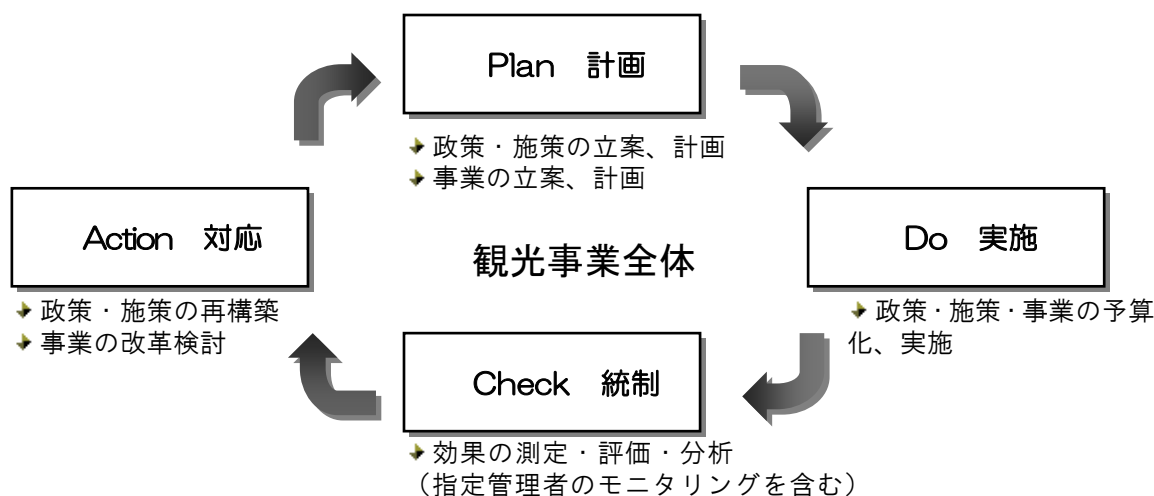 Plan 計画
政策・施策の立案、計画
事業の立案、計画
Action 対応
政策・施策の再構築
事業の改革検討
観光事業全体
Do 実施
政策・施策・事業の予算
化、実施
Check 統制
効果の測定・評価・分析
（指定管理者のモニタリングを含む）